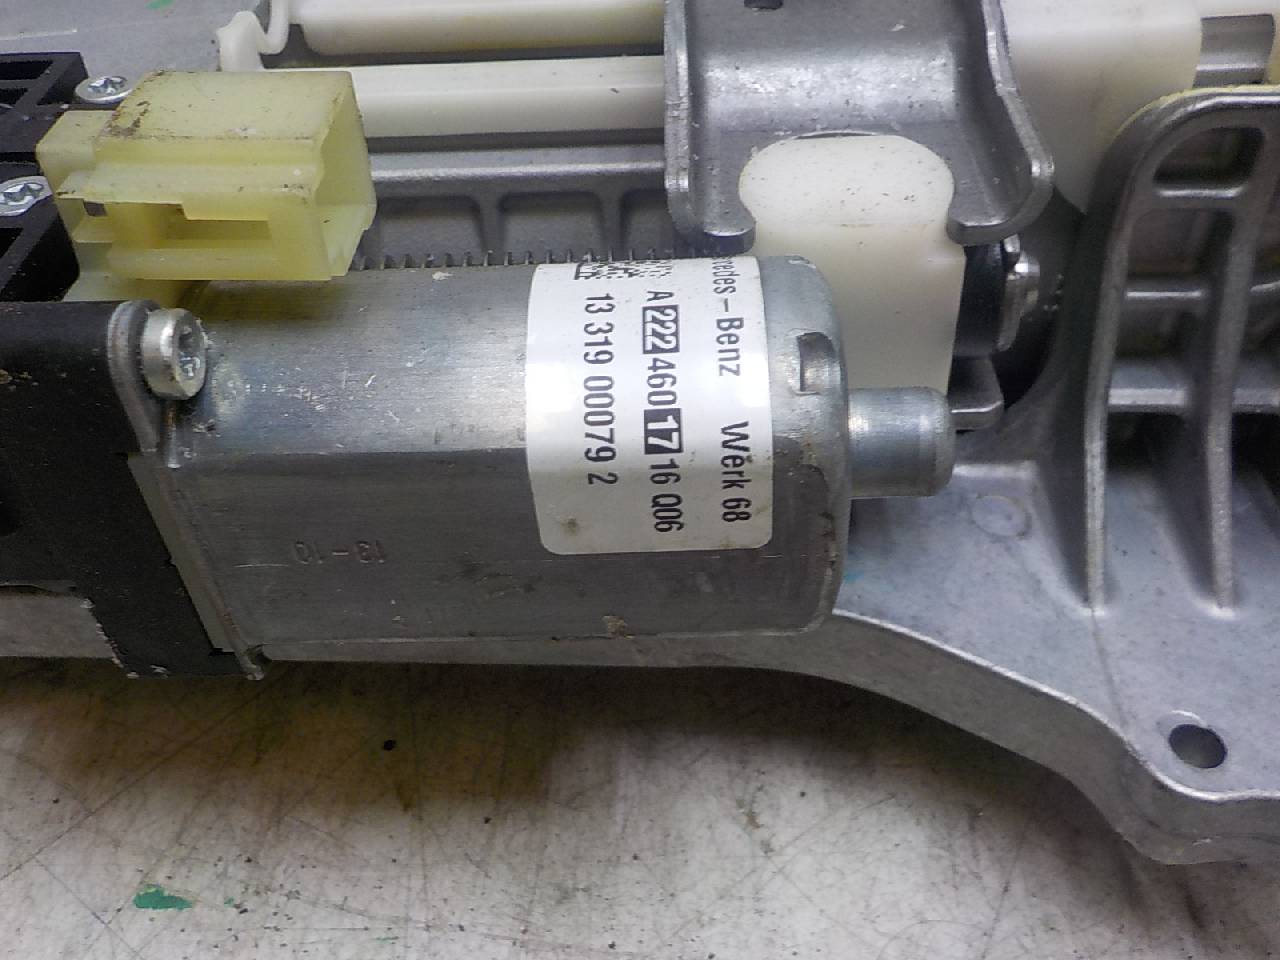 rcedes-Benz Werk 68
A 222 460 17 16 Q06
13 319 00079 2
13-10